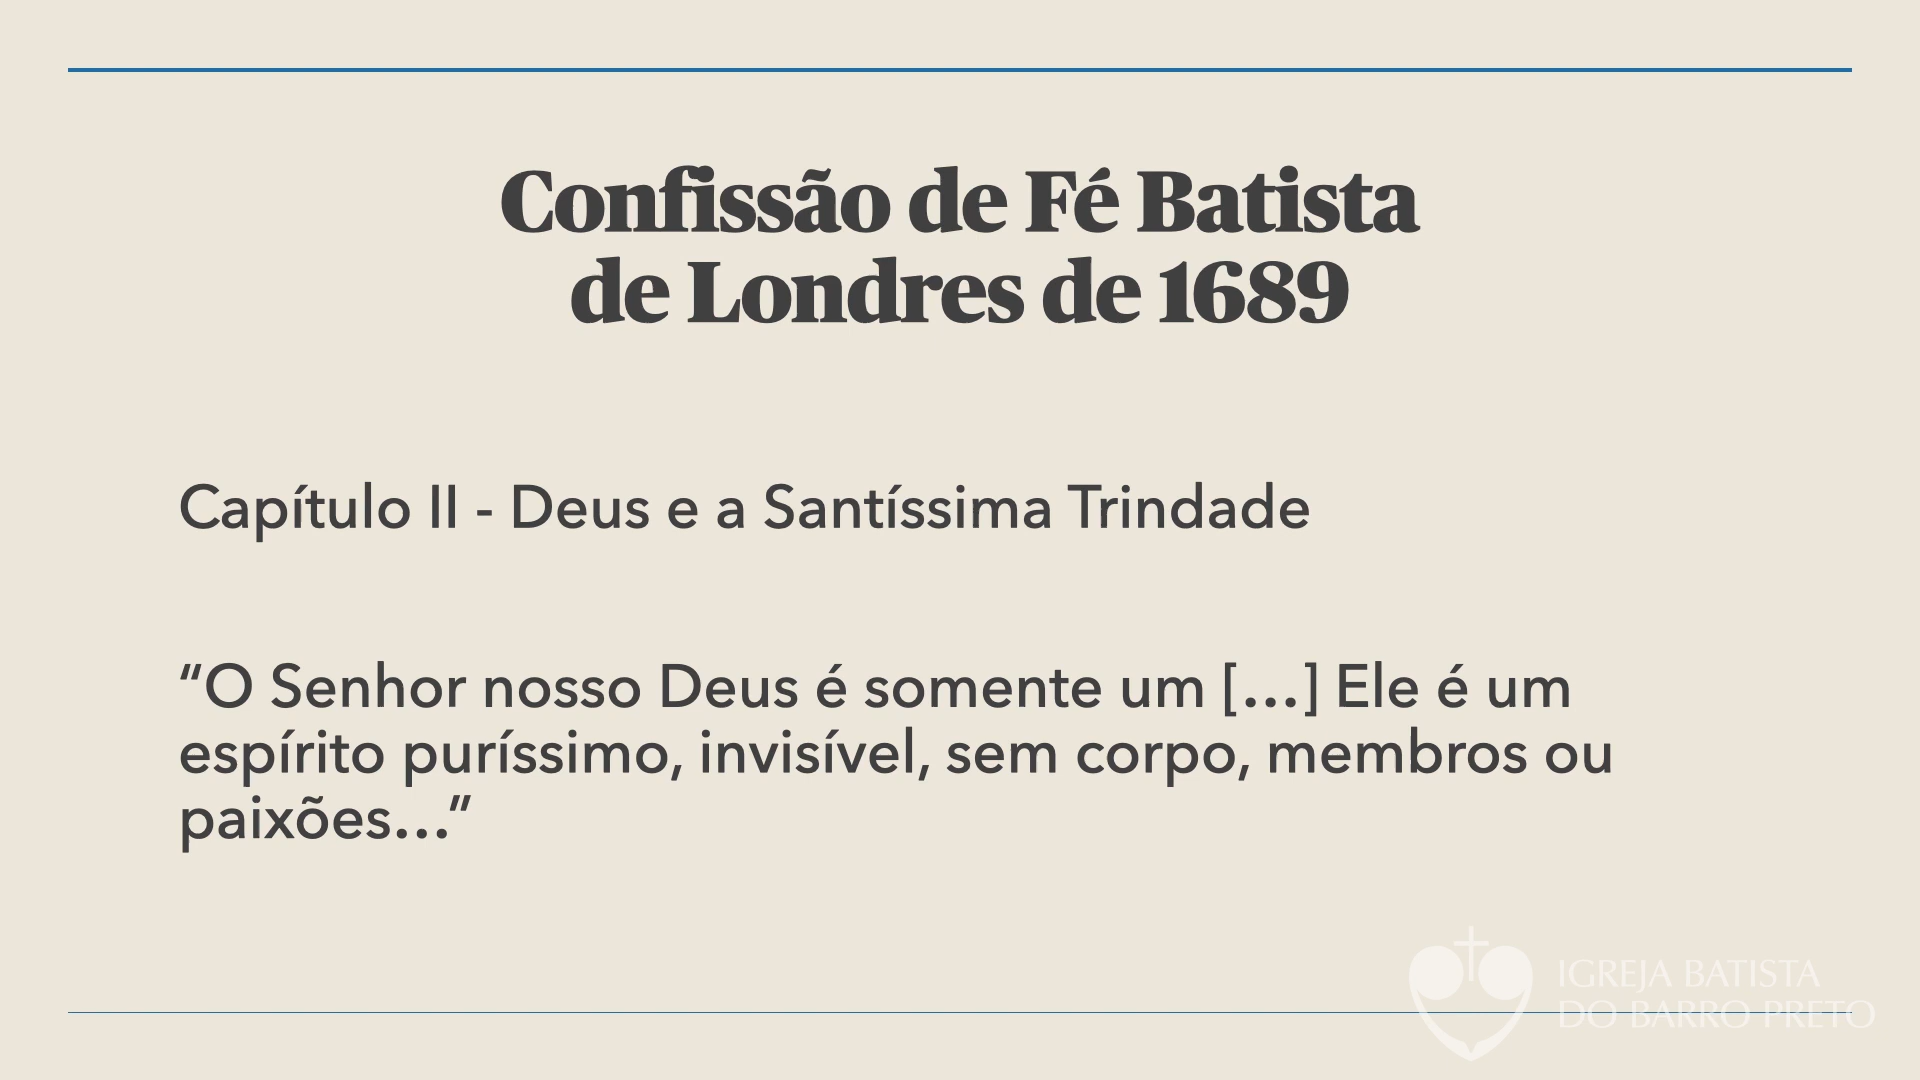 Confissão de Fé Batista
de Londres de 1689
Capítulo II - Deus e a Santíssima Trindade
“O Senhor nosso Deus é somente um […] Ele é um
espírito puríssimo, invisível, sem corpo, membros ou
paixões…”
IGREJA BATISTA
DO BARRO PRETO